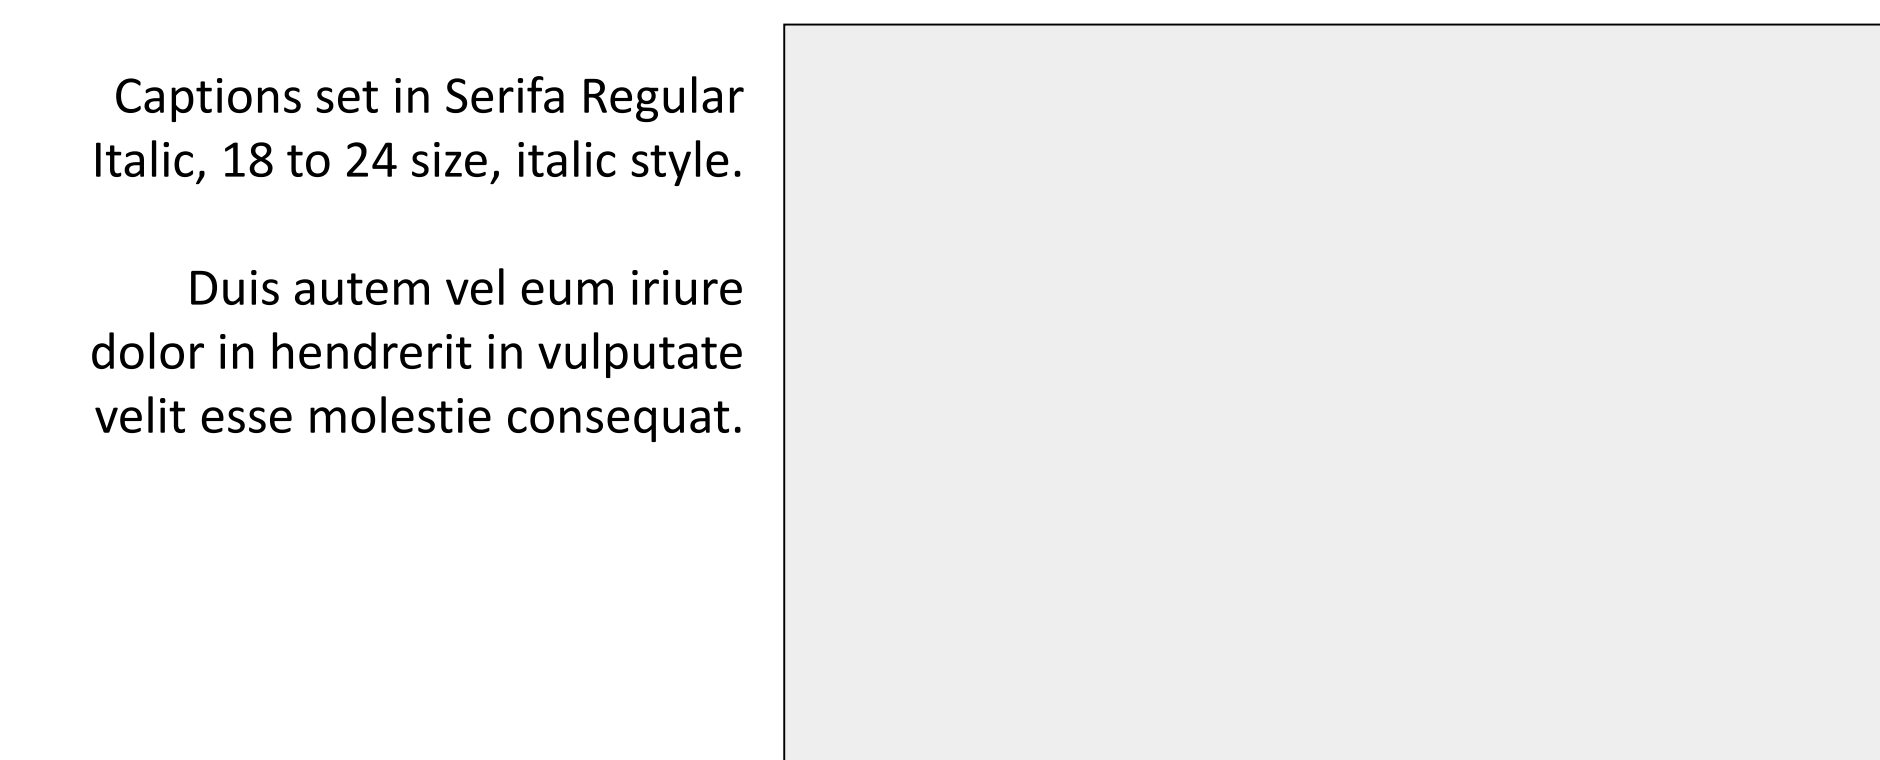 Captions set in Serifa Regular
Italic, 18 to 24 size, italic style.
Duis autem vel eum iriure
dolor in hendrerit in vulputate
velit esse molestie consequat.